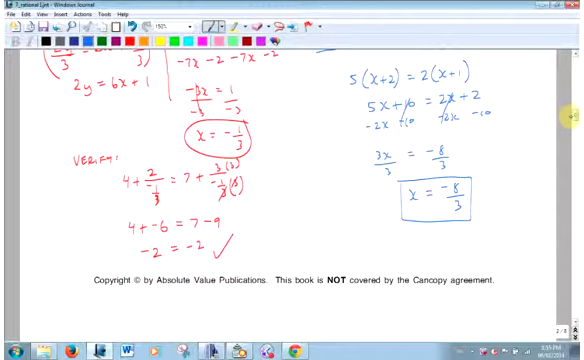 7_rational Ljint - Windows Journal
File Edit View Insert Actions Tools Help
150%
3 3
2y = 6x + 1
-7x -2 -7x -2
-3x = 1
-3 -3
x = -1/3
VERIFY:
4 + 2/(-1/3) = 7 + 3(3)/(-1/3(3))
4 + -6 = 7 - 9
-2 = -2 ✓
5(x+2) = 2(x+1)
5x + 10 = 2x + 2
-2x -10 -2x -10
3x/3 = -8/3
x = -8/3
Copyright © by Absolute Value Publications. This book is NOT covered by the Cancopy agreement.
2 / 8